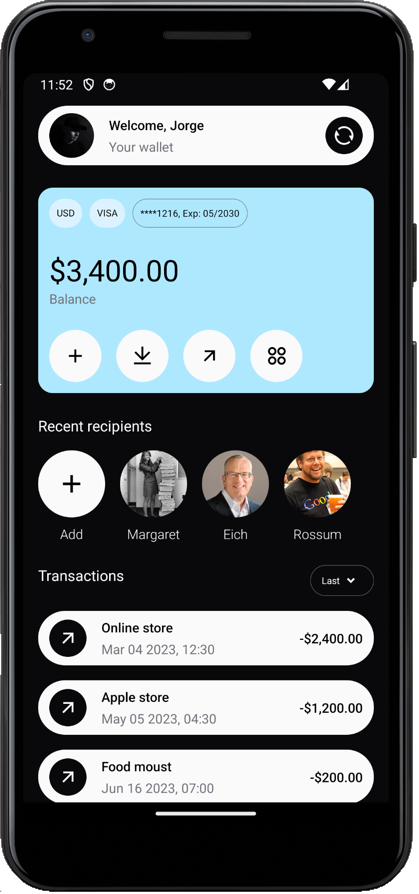 11:52
Welcome, Jorge
Your wallet
USD VISA ****1216, Exp: 05/2030
$3,400.00
Balance
Recent recipients
Add Margaret Eich Rossum
Transactions Last
Online store
Mar 04 2023, 12:30 -$2,400.00
Apple store
May 05 2023, 04:30 -$1,200.00
Food moust
Jun 16 2023, 07:00 -$200.00